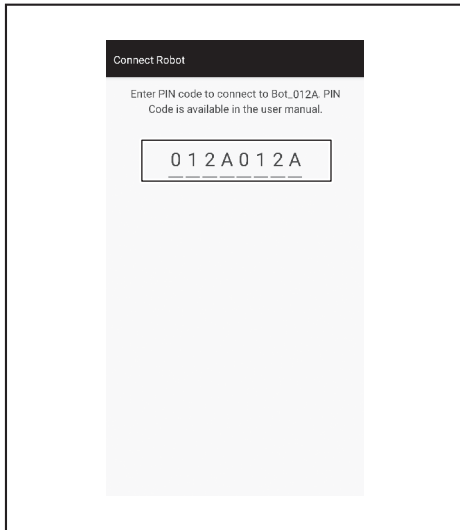 Connect Robot
Enter PIN code to connect to Bot_012A. PIN
Code is available in the user manual.
0 1 2 A 0 1 2 A